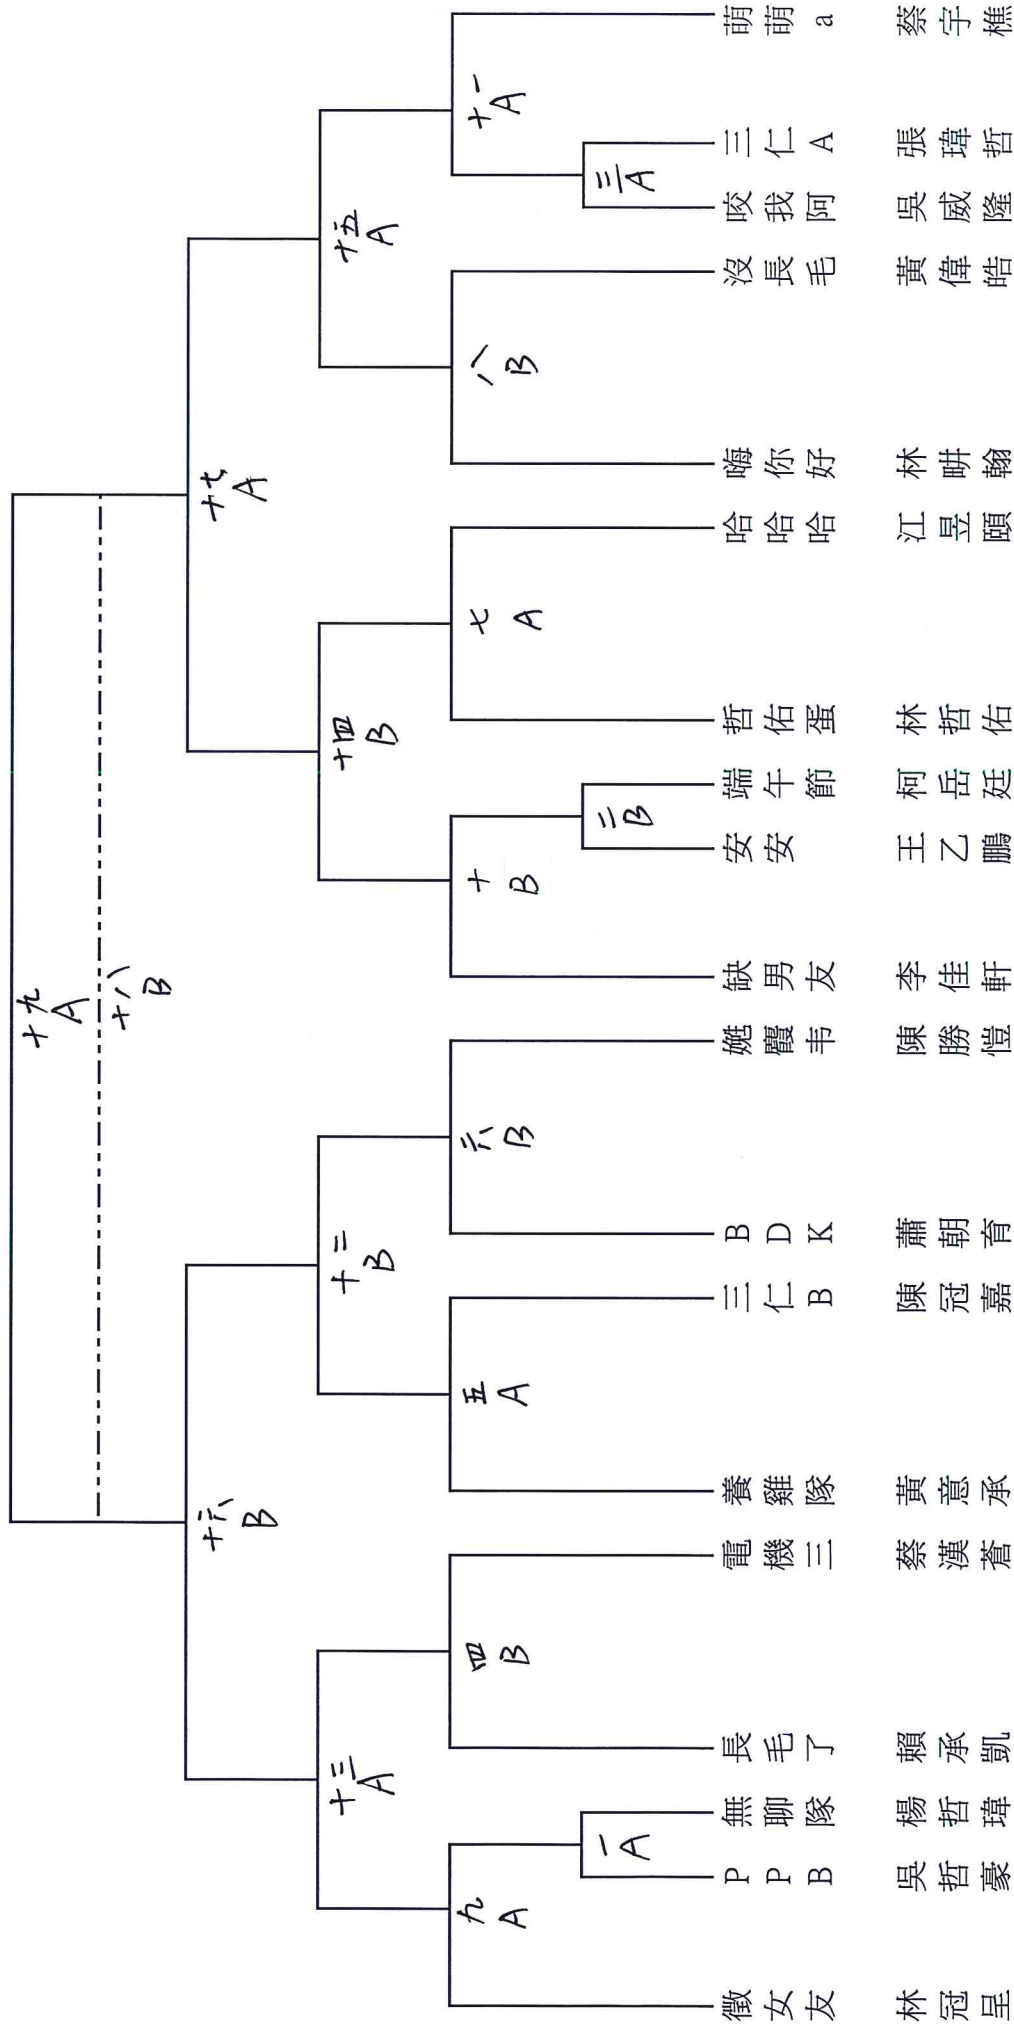 十九A
十八B
十六B
十七A
十三A
十二B
十四B
十五A
九A
四B
五A
六B
十B
七A
八B
十一A
一A
二B
三A
徵女友 林冠呈
PPB 吳哲豪
無聊隊 楊哲瑋
長毛了 賴承凱
電機三 蔡漢蒼
養雞隊 黃意承
三仁B 陳冠嘉
BDK 蕭朝育
韦 陳勝愷
缺男友 李佳軒
安安 王乙鵬
端午節 柯岳廷
哲佑蛋 林哲佑
哈哈哈 江昱頤
嗨你好 林畊翰
沒長毛 黃偉皓
咬我阿 吳威隆
三仁A 張瑋哲
萌萌a 蔡宇樵